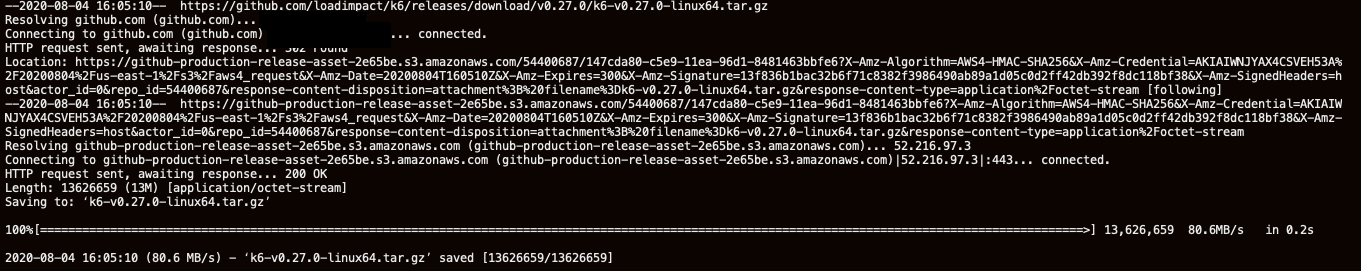 --2020-08-04 16:05:10-- https://github.com/loadimpact/k6/releases/download/v0.27.0/k6-v0.27.0-linux64.tar.gz
Resolving github.com (github.com)...
Connecting to github.com (github.com) ... connected.
HTTP request sent, awaiting response... 302 Found
Location: https://github-production-release-asset-2e65be.s3.amazonaws.com/54400687/147cda80-c5e9-11ea-96d1-8481463bbfe6?X-Amz-Algorithm=AWS4-HMAC-SHA256&X-Amz-Credential=AKIAIWNJYAX4CSVEH53A%
2F20200804%2Fus-east-1%2Fs3%2Faws4_request&X-Amz-Date=20200804T160510Z&X-Amz-Expires=300&X-Amz-Signature=13f836b1bac32b6f71c8382f3986490ab89a1d05c0d2ff42db392f8dc118bf38&X-Amz-SignedHeaders=h
ost&actor_id=0&repo_id=54400687&response-content-disposition=attachment%3B%20filename%3Dk6-v0.27.0-linux64.tar.gz&response-content-type=application%2Foctet-stream [following]
--2020-08-04 16:05:10-- https://github-production-release-asset-2e65be.s3.amazonaws.com/54400687/147cda80-c5e9-11ea-96d1-8481463bbfe6?X-Amz-Algorithm=AWS4-HMAC-SHA256&X-Amz-Credential=AKIAIW
NJYAX4CSVEH53A%2F20200804%2Fus-east-1%2Fs3%2Faws4_request&X-Amz-Date=20200804T160510Z&X-Amz-Expires=300&X-Amz-Signature=13f836b1bac32b6f71c8382f3986490ab89a1d05c0d2ff42db392f8dc118bf38&X-Amz-
SignedHeaders=host&actor_id=0&repo_id=54400687&response-content-disposition=attachment%3B%20filename%3Dk6-v0.27.0-linux64.tar.gz&response-content-type=application%2Foctet-stream
Resolving github-production-release-asset-2e65be.s3.amazonaws.com (github-production-release-asset-2e65be.s3.amazonaws.com)... 52.216.97.3
Connecting to github-production-release-asset-2e65be.s3.amazonaws.com (github-production-release-asset-2e65be.s3.amazonaws.com)|52.216.97.3|:443... connected.
HTTP request sent, awaiting response... 200 OK
Length: 13626659 (13M) [application/octet-stream]
Saving to: ‘k6-v0.27.0-linux64.tar.gz’
100%[======================================================================================================================================================>] 13,626,659 80.6MB/s in 0.2s
2020-08-04 16:05:10 (80.6 MB/s) - ‘k6-v0.27.0-linux64.tar.gz’ saved [13626659/13626659]